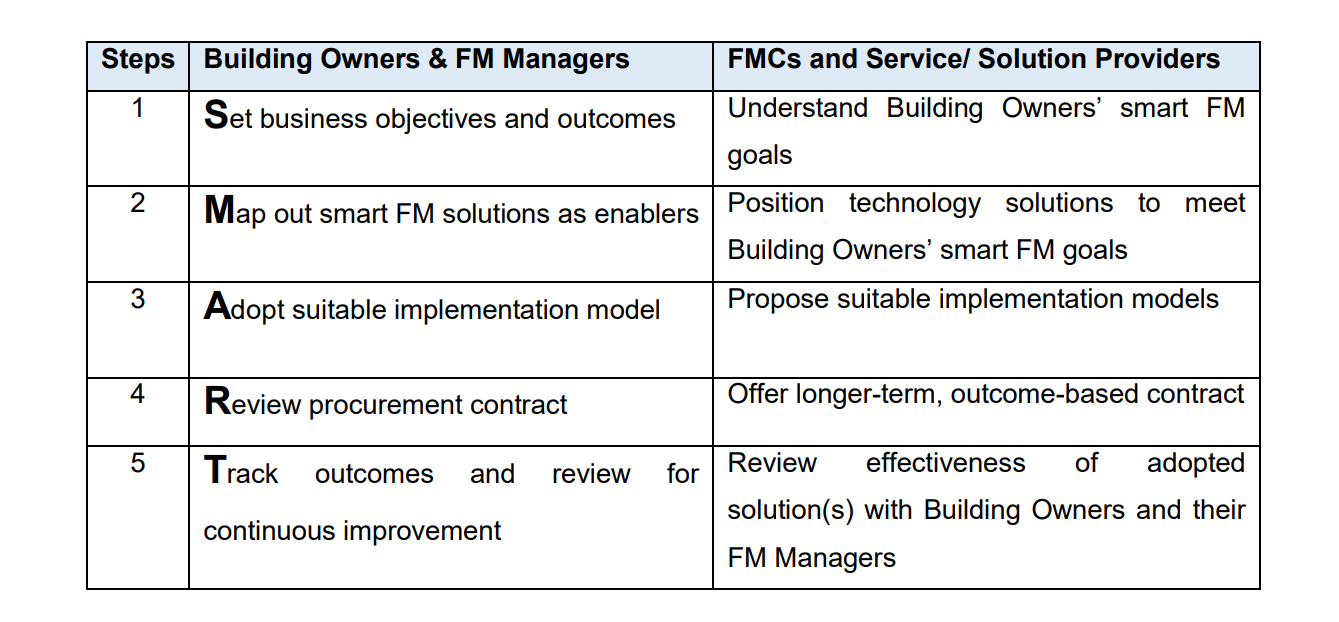 Steps Building Owners & FM Managers FMCs and Service/ Solution Providers
1 Set business objectives and outcomes Understand Building Owners’ smart FM
goals
2 Map out smart FM solutions as enablers Position technology solutions to meet
Building Owners’ smart FM goals
3 Adopt suitable implementation model Propose suitable implementation models
4 Review procurement contract Offer longer-term, outcome-based contract
5 Track outcomes and review for
continuous improvement
Review effectiveness of adopted
solution(s) with Building Owners and their
FM Managers